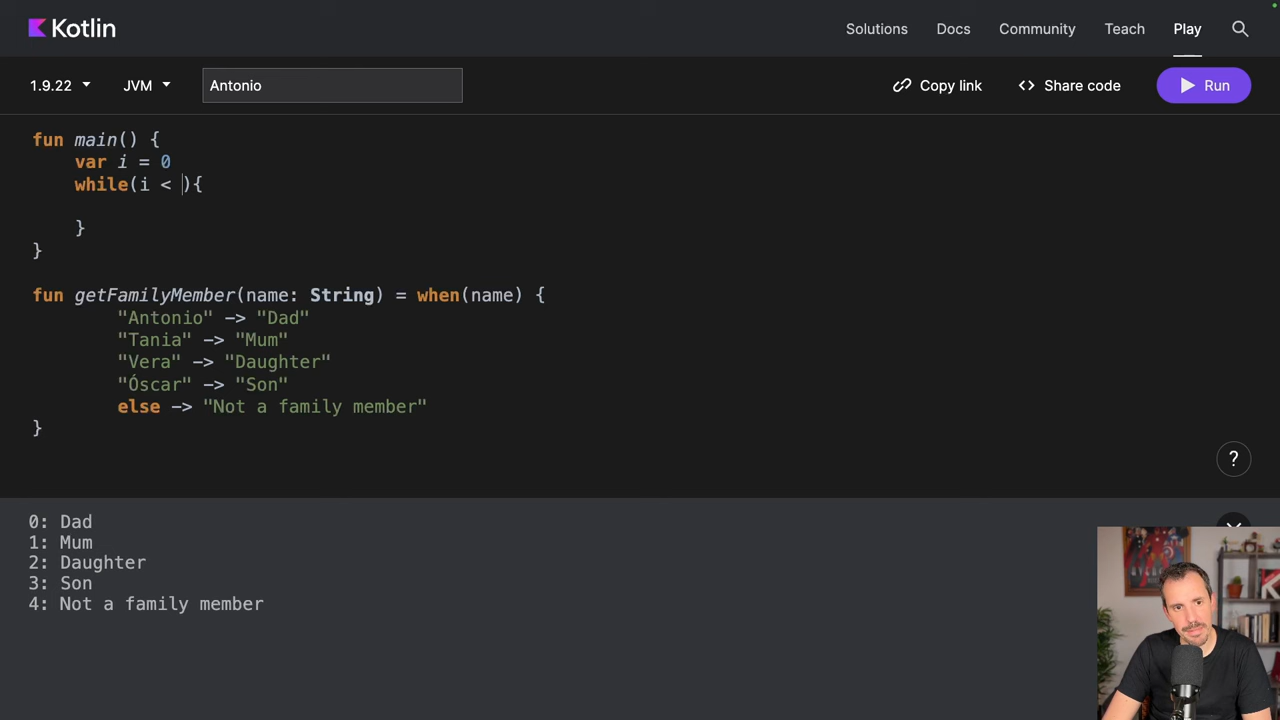 Kotlin
Solutions Docs Community Teach Play
1.9.22 JVM Antonio Copy link Share code Run
fun main() {
    var i = 0
    while(i < ){
    }
}
fun getFamilyMember(name: String) = when(name) {
        "Antonio" -> "Dad"
        "Tania" -> "Mum"
        "Vera" -> "Daughter"
        "Óscar" -> "Son"
        else -> "Not a family member"
}
?
0: Dad
1: Mum
2: Daughter
3: Son
4: Not a family member